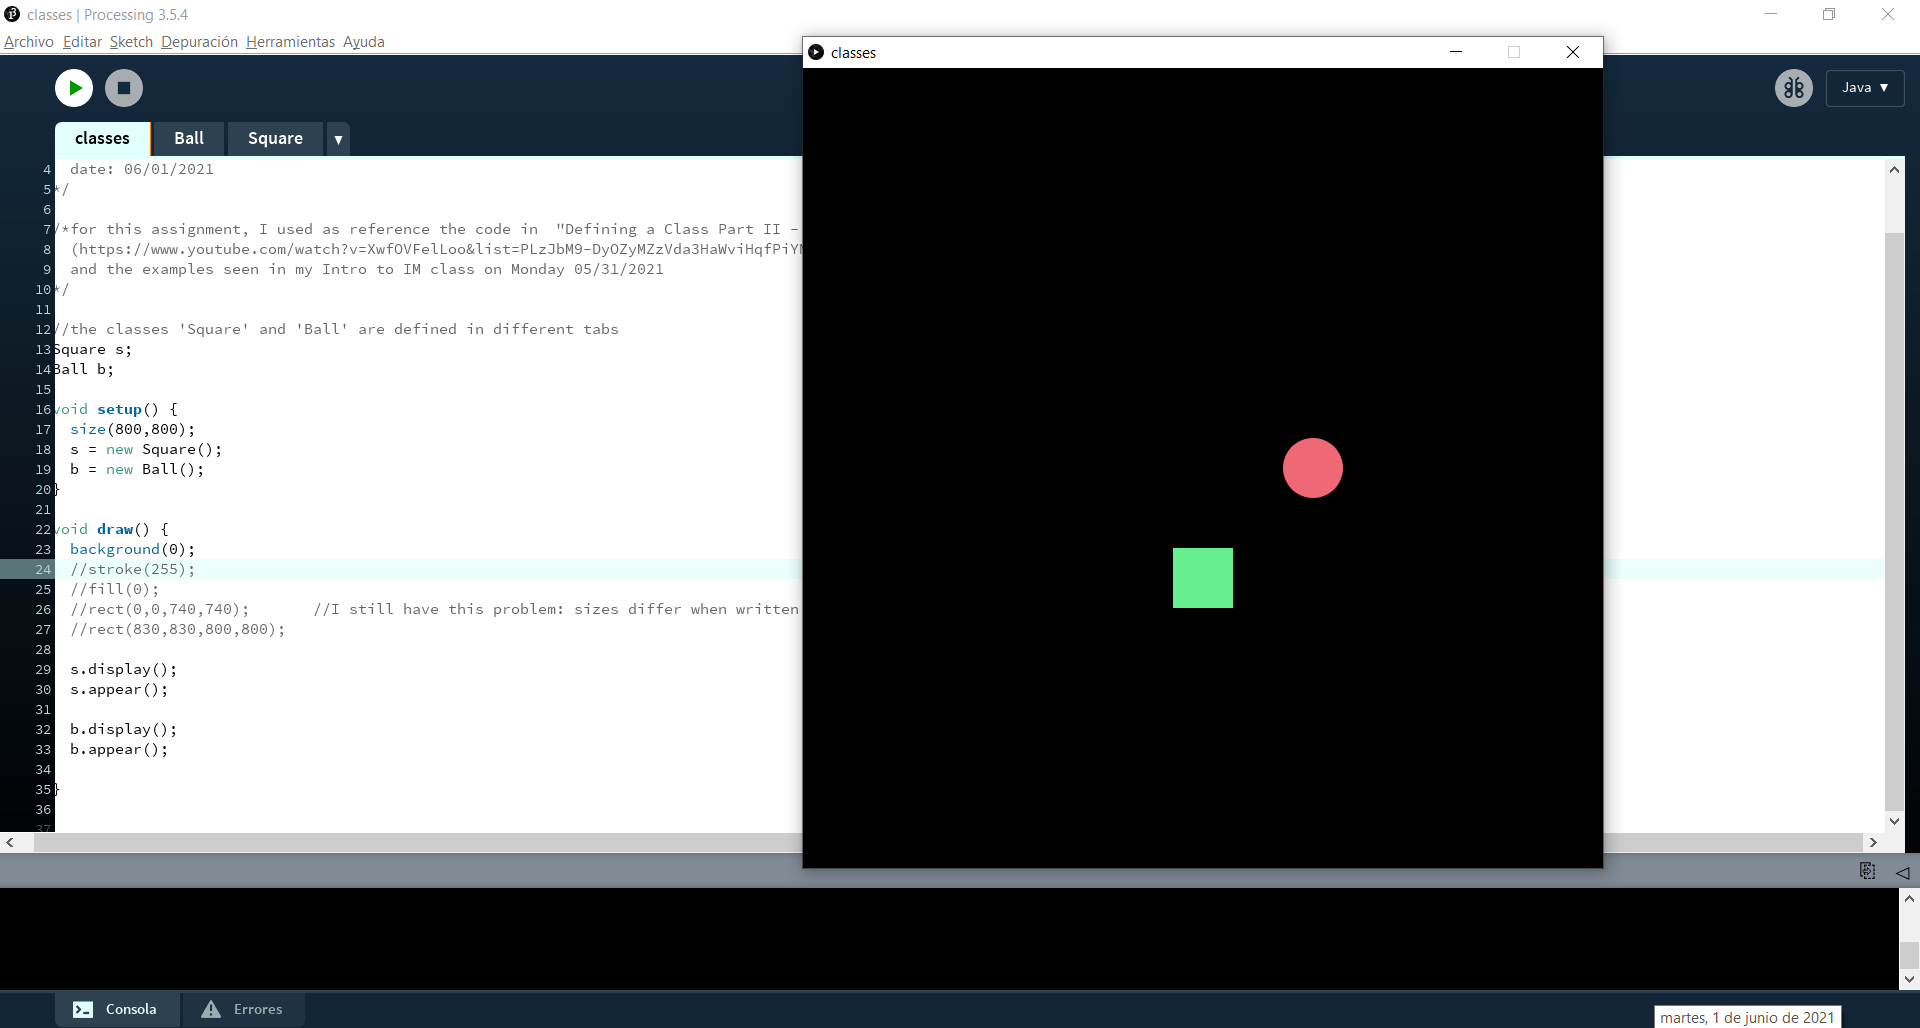 classes | Processing 3.5.4
Archivo Editar Sketch Depuración Herramientas Ayuda
classes
Java ▼
classes Ball Square ▼
4 date: 06/01/2021
5 */
6
7 /*for this assignment, I used as reference the code in "Defining a Class Part II –
8 (https://www.youtube.com/watch?v=XwfOVFelLoo&list=PLzJbM9-DyOZyMZzVda3HaWviHqfPiYM
9 and the examples seen in my Intro to IM class on Monday 05/31/2021
10 */
11
12 //the classes 'Square' and 'Ball' are defined in different tabs
13 Square s;
14 Ball b;
15
16 void setup() {
17 size(800,800);
18 s = new Square();
19 b = new Ball();
20 }
21
22 void draw() {
23 background(0);
24 //stroke(255);
25 //fill(0);
26 //rect(0,0,740,740); //I still have this problem: sizes differ when written
27 //rect(830,830,800,800);
28
29 s.display();
30 s.appear();
31
32 b.display();
33 b.appear();
34
35 }
36
37
Consola Errores
martes, 1 de junio de 2021